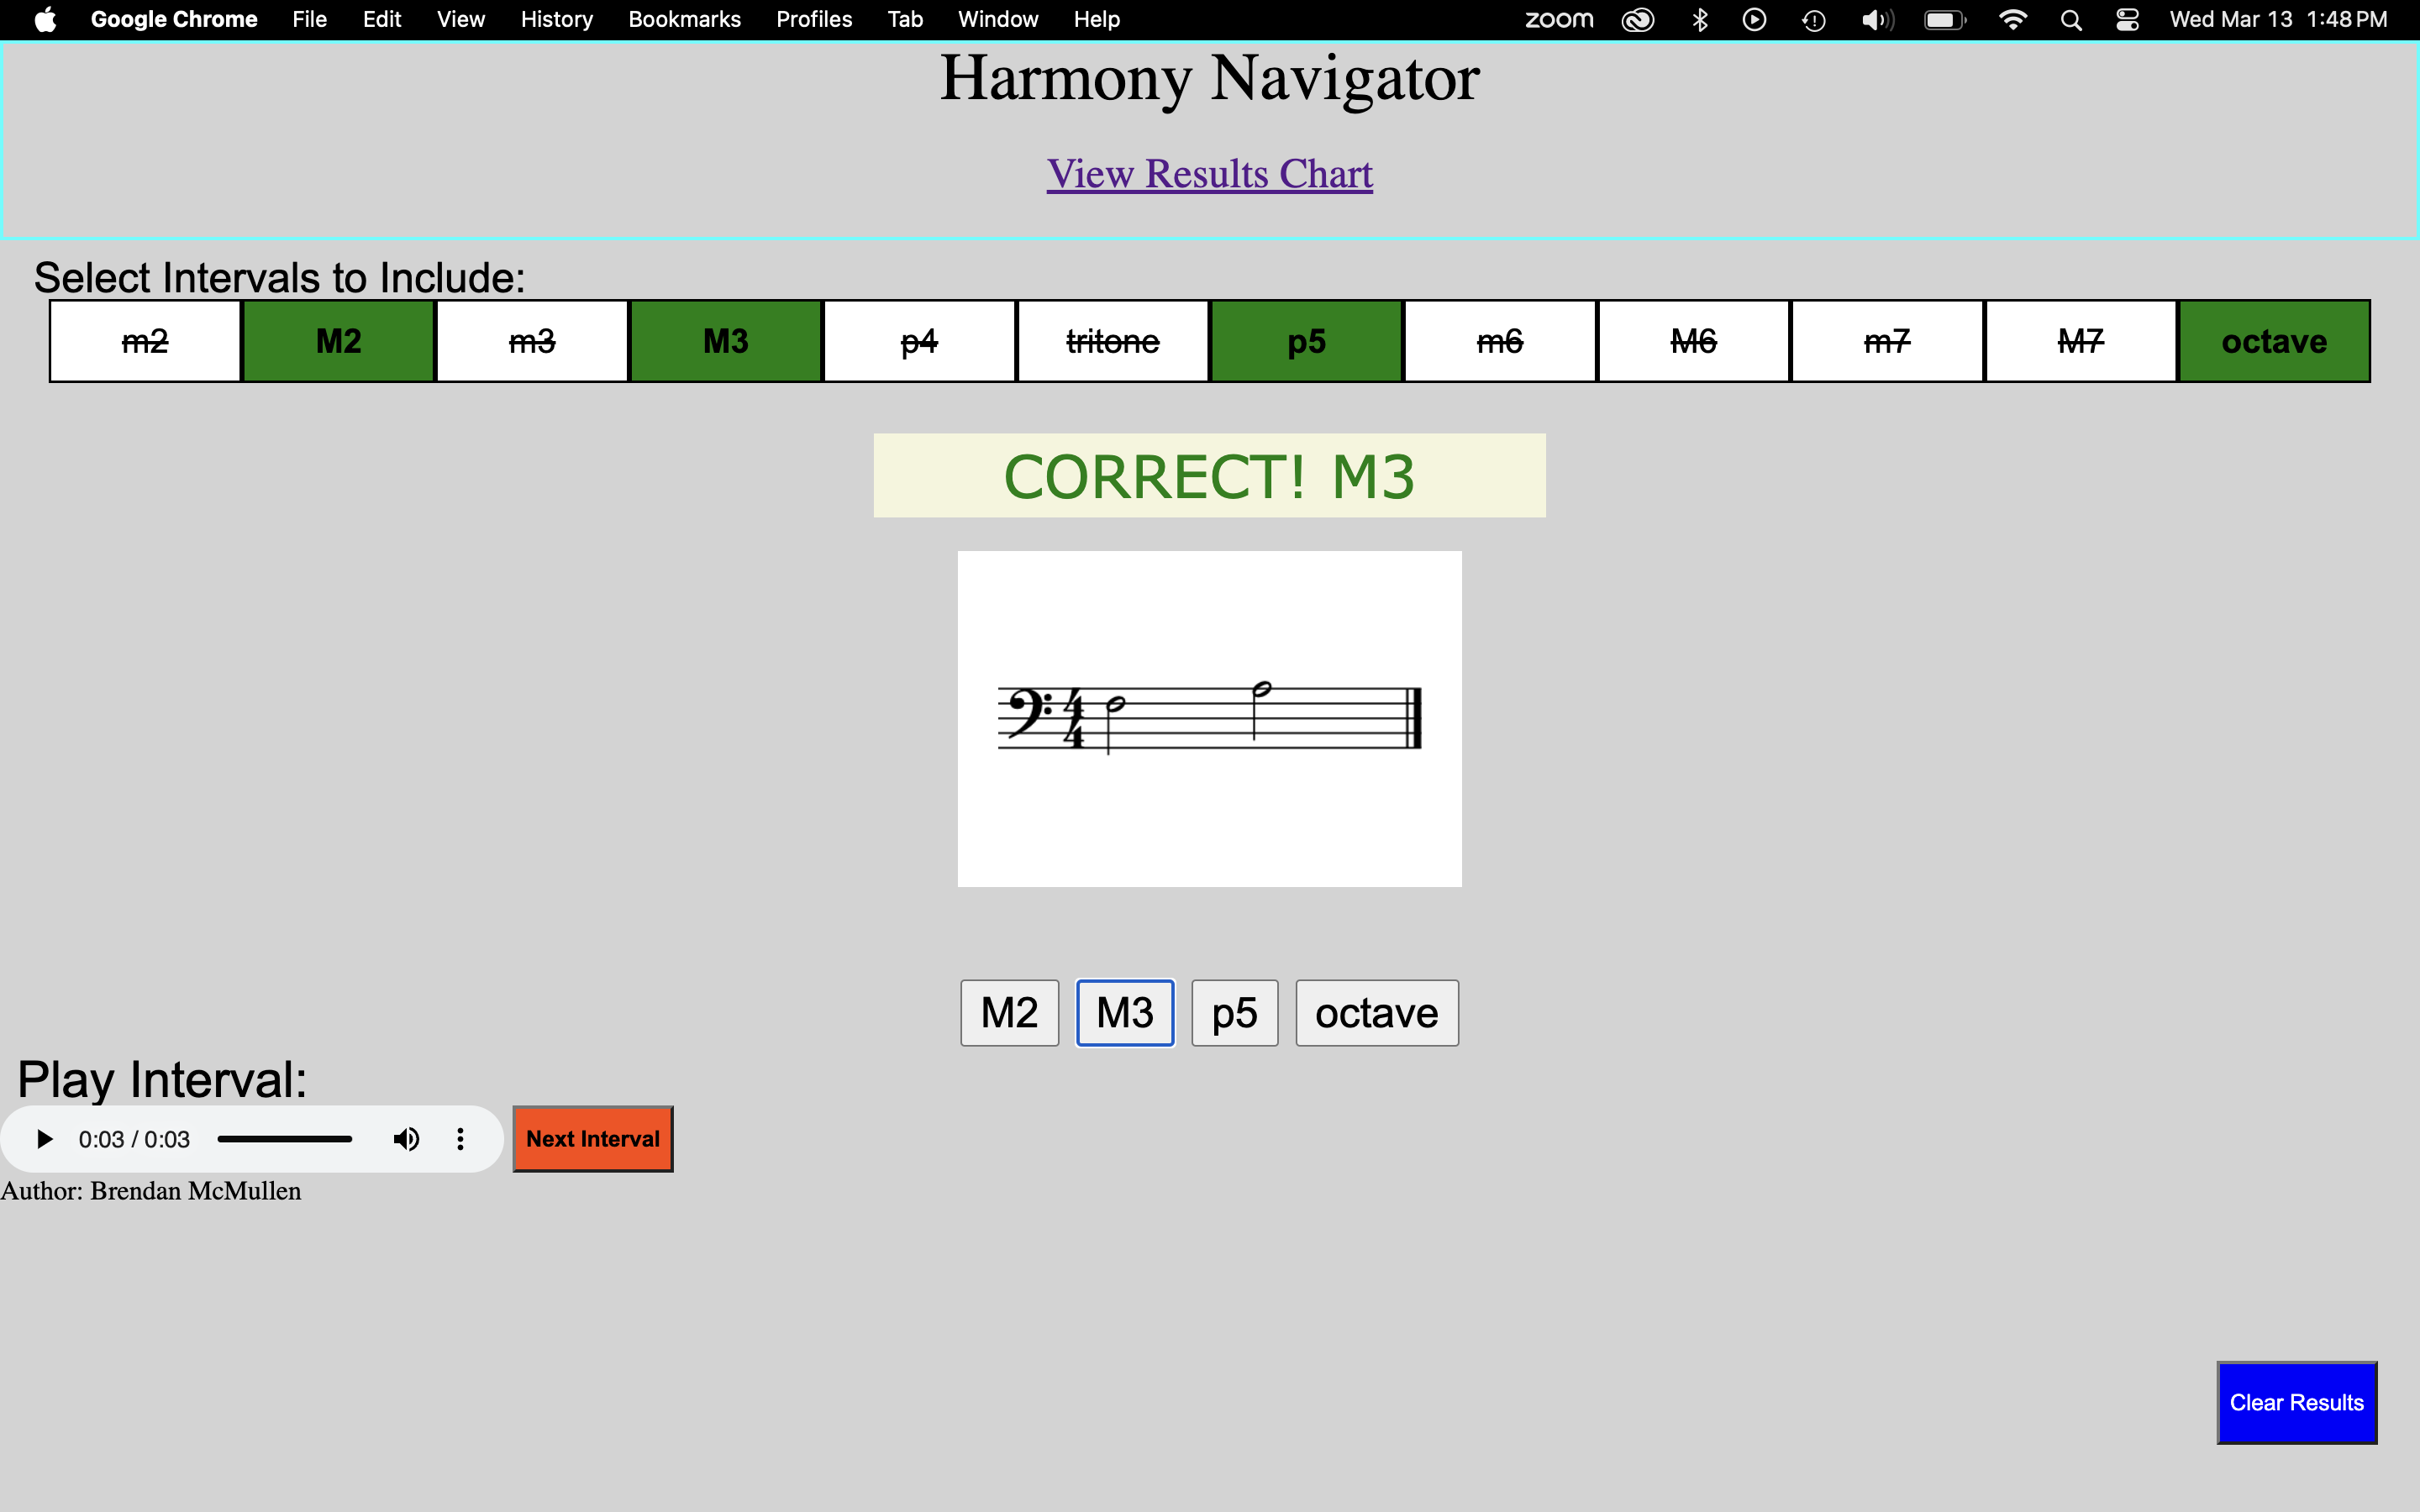 Google Chrome File Edit View History Bookmarks Profiles Tab Window Help zoom Wed Mar 13 1:48 PM
Harmony Navigator
View Results Chart
Select Intervals to Include:
m2 M2 m3 M3 p4 tritone p5 m6 M6 m7 M7 octave
CORRECT! M3
4
4
M2 M3 p5 octave
Play Interval:
0:03 / 0:03 Next Interval
Author: Brendan McMullen
Clear Results